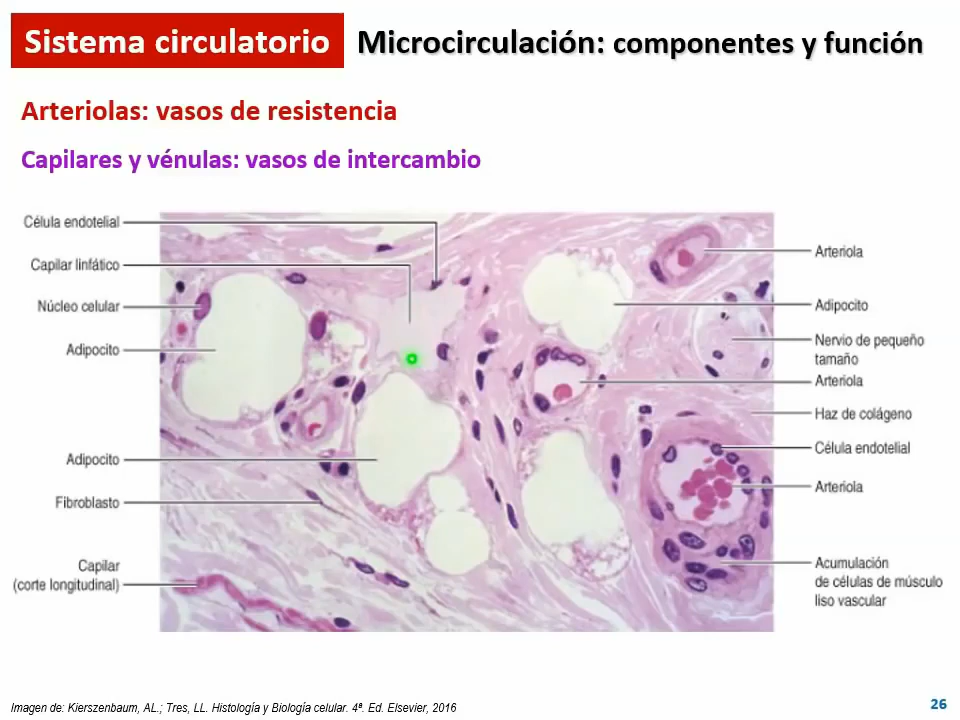 Sistema circulatorio
Microcirculación: componentes y función
Arteriolas: vasos de resistencia
Capilares y vénulas: vasos de intercambio
Célula endotelial
Capilar linfático
Núcleo celular
Adipocito
Adipocito
Fibroblasto
Capilar
(corte longitudinal)
Arteriola
Adipocito
Nervio de pequeño
tamaño
Arteriola
Haz de colágeno
Célula endotelial
Arteriola
Acumulación
de células de músculo
liso vascular
Imagen de: Kierszenbaum, AL.; Tres, LL. Histología y Biología celular. 4ª. Ed. Elsevier, 2016
26